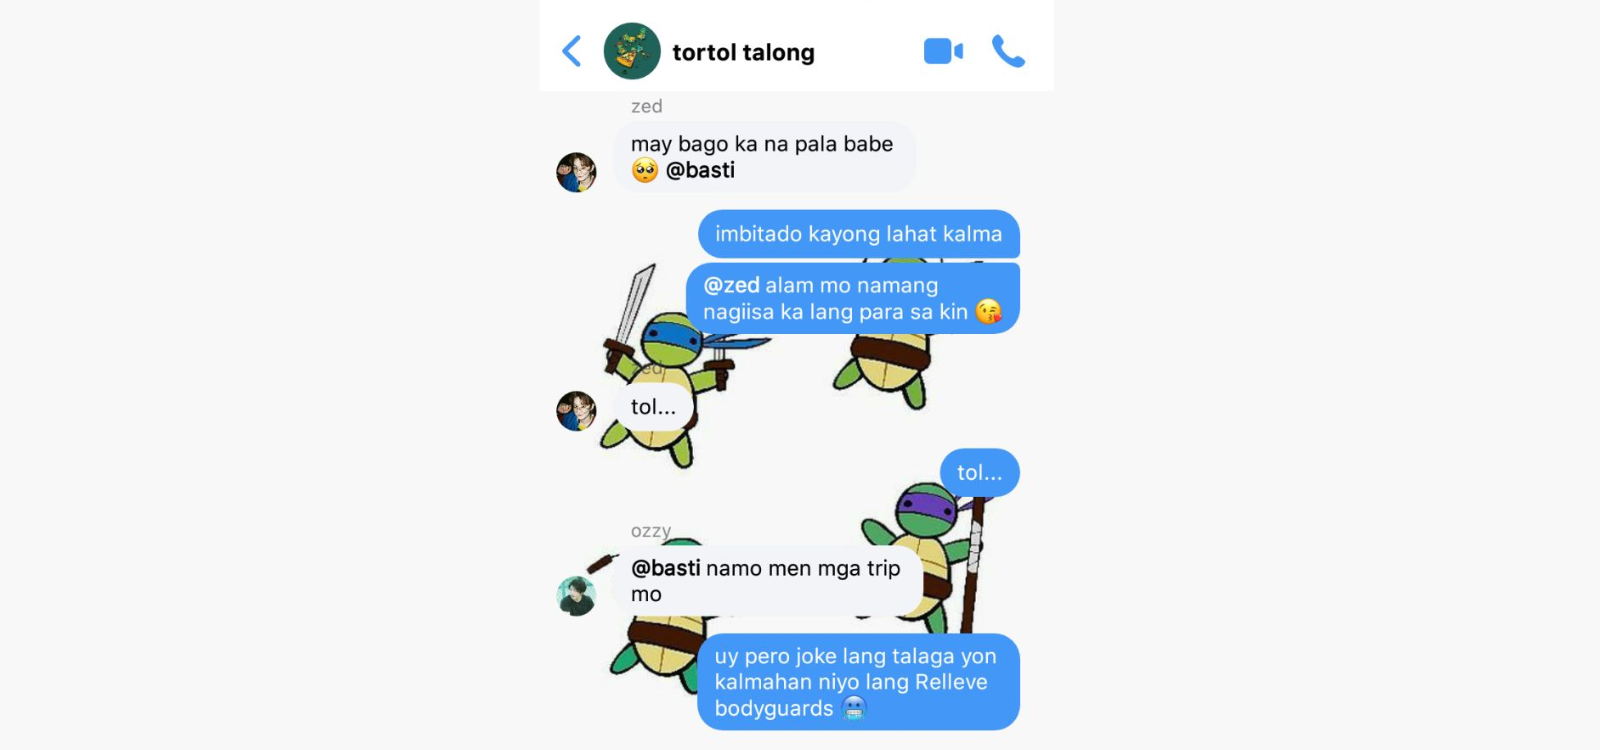 tortol talong
zed
may bago ka na pala babe
🥺 @basti
imbitado kayong lahat kalma
@zed alam mo namang
nagiisa ka lang para sa kin 😘
zed
tol...
tol...
ozzy
@basti namo men mga trip
mo
uy pero joke lang talaga yon
kalmahan niyo lang Relleve
bodyguards 🥶